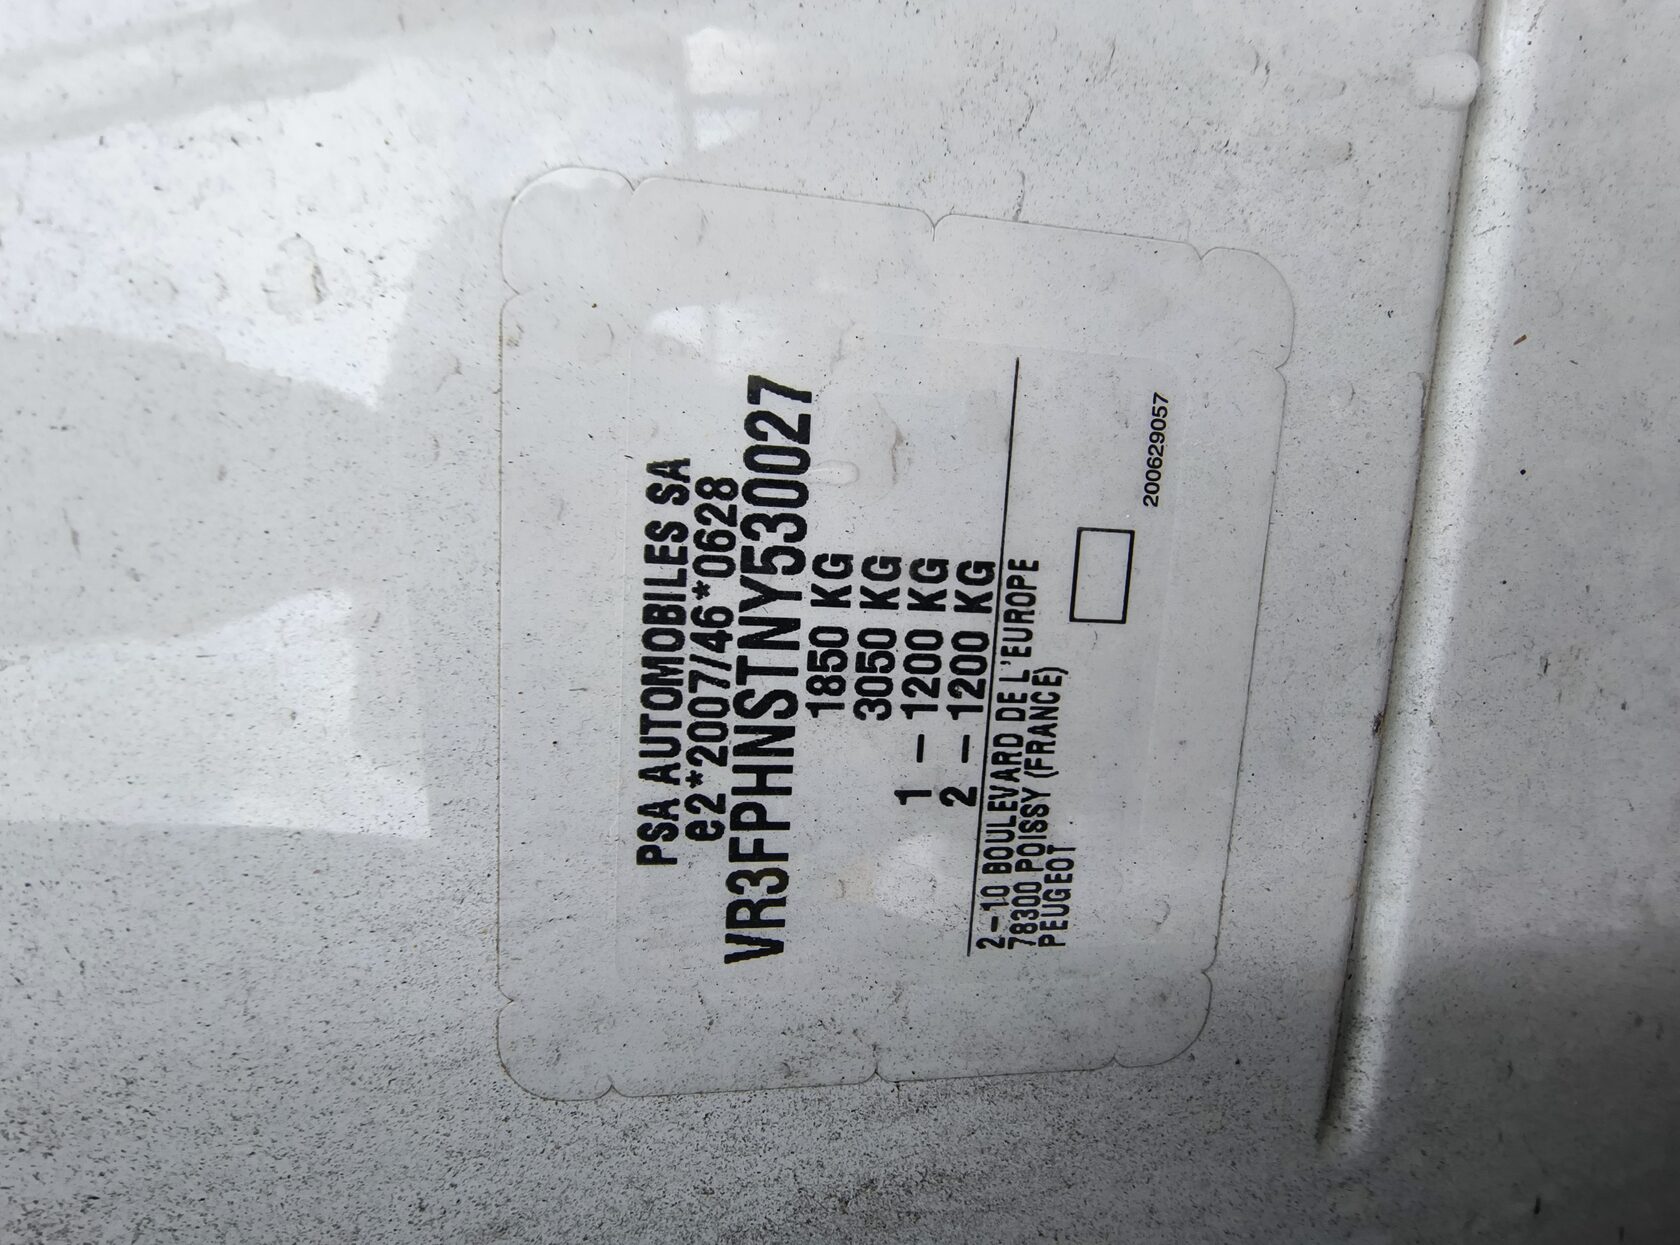 PSA AUTOMOBILES SA
e2*2007/46*0628
VR3FPHNSTNY530027
1850 KG
3050 KG
1 – 1200 KG
2 – 1200 KG
2–10 BOULEVARD DE L'EUROPE
78300 POISSY (FRANCE)
PEUGEOT
200629057